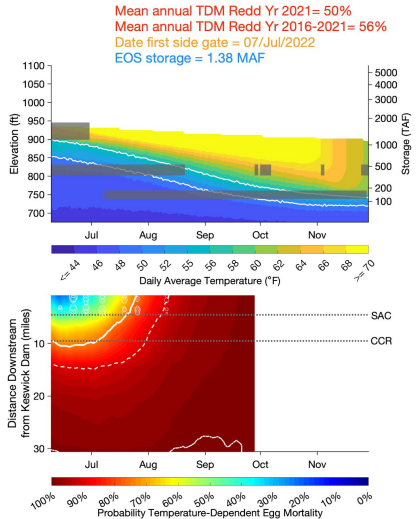 Mean annual TDM Redd Yr 2021= 50%
Mean annual TDM Redd Yr 2016-2021= 56%
Date first side gate = 07/Jul/2022
EOS storage = 1.38 MAF
Elevation (ft)
1100
1050
1000
950
900
850
800
750
700
5000
4000
3000
2000
1000
500
200
100
Storage (TAF)
Jul Aug Sep Oct Nov
<= 44 46 48 50 52 54 55 56 58 60 62 64 66 68 >= 70
Daily Average Temperature (°F)
Distance Downstream
from Keswick Dam (miles)
10
20
30
SAC
CCR
Jul Aug Sep Oct Nov
100% 90% 80% 70% 60% 50% 40% 30% 20% 10% 0%
Probability Temperature-Dependent Egg Mortality